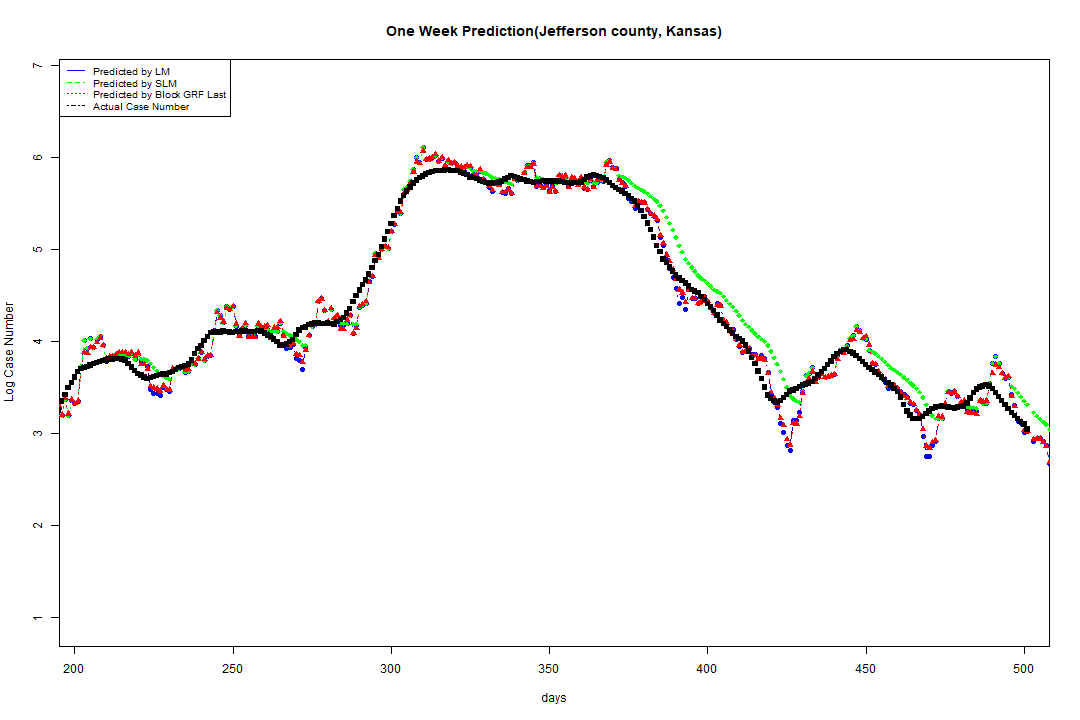 One Week Prediction(Jefferson county, Kansas)
Predicted by LM
Predicted by SLM
Predicted by Block GRF Last
Actual Case Number
Log Case Number
7
6
5
4
3
2
1
200 250 300 350 400 450 500
days